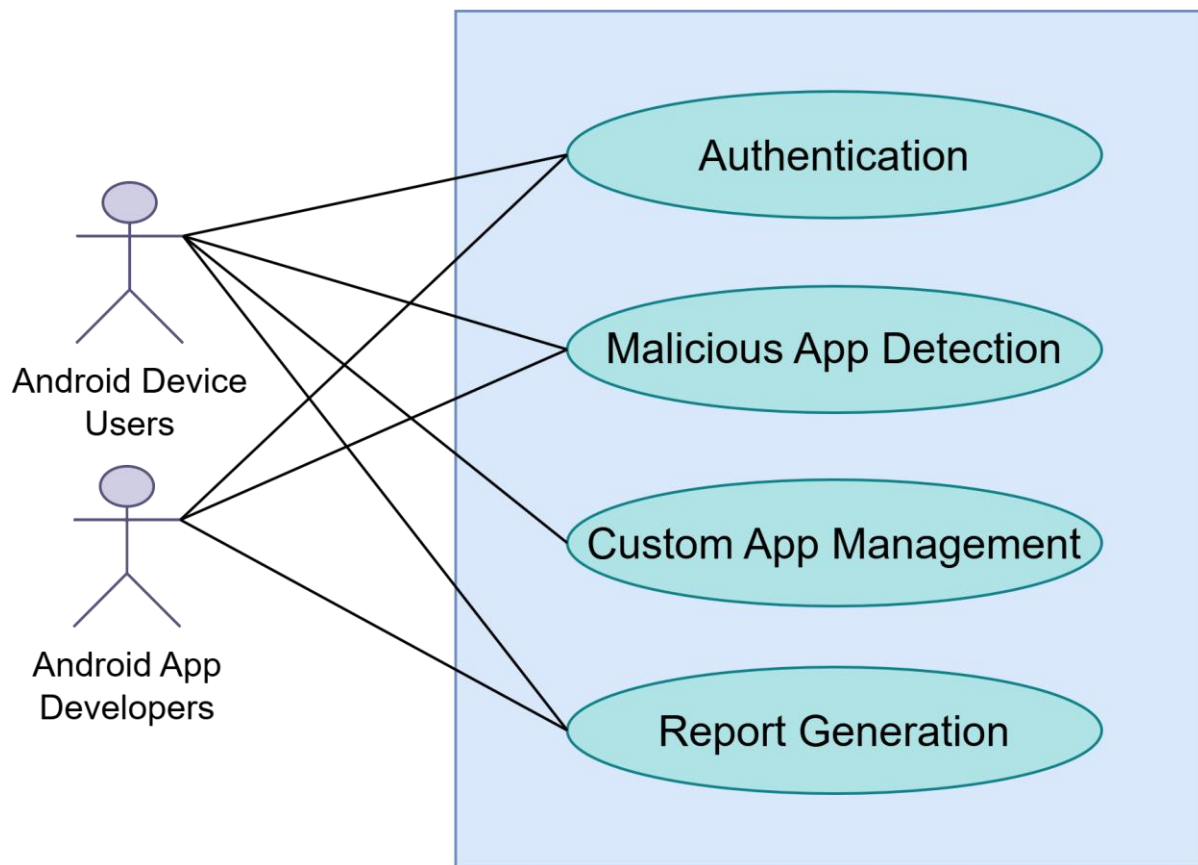 Authentication
Malicious App Detection
Android Device
Users
Custom App Management
Android App
Developers
Report Generation